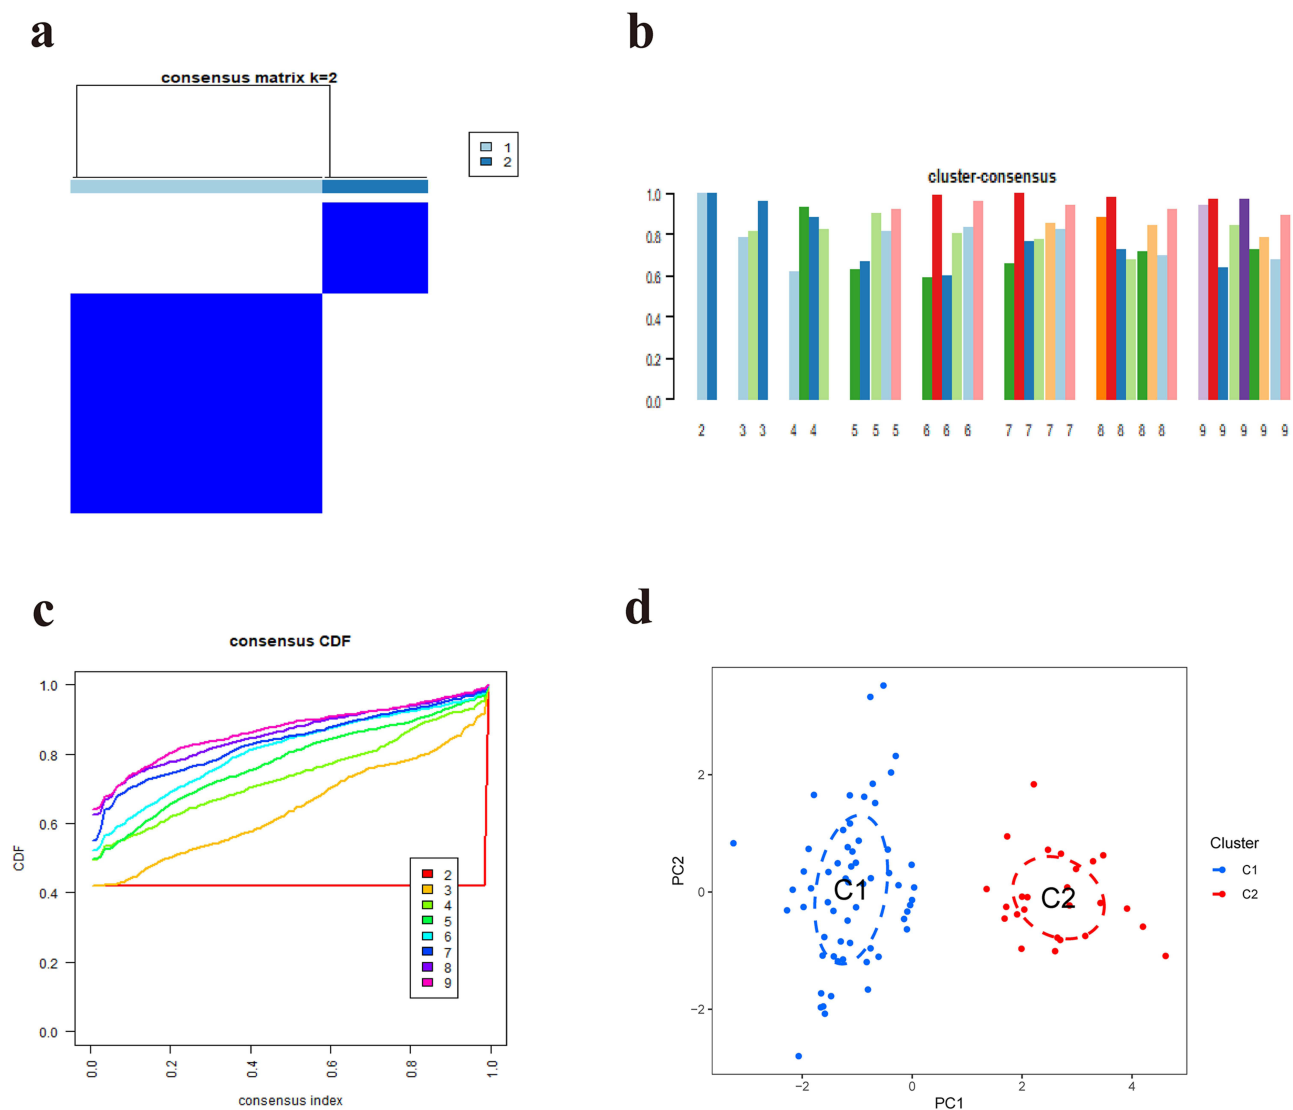 a
consensus matrix k=2
1
2
b
cluster-consensus
1.0
0.8
0.6
0.4
0.2
0.0
2 3 3 4 4 5 5 5 6 6 6 7 7 7 7 8 8 8 8 9 9 9 9 9
c
consensus CDF
1.0
0.8
0.6
0.4
0.2
0.0
CDF
2
3
4
5
6
7
8
9
0.0 0.2 0.4 0.6 0.8 1.0
consensus index
d
2
0
−2
PC2
C1
C2
−2 0 2 4
PC1
Cluster
C1
C2